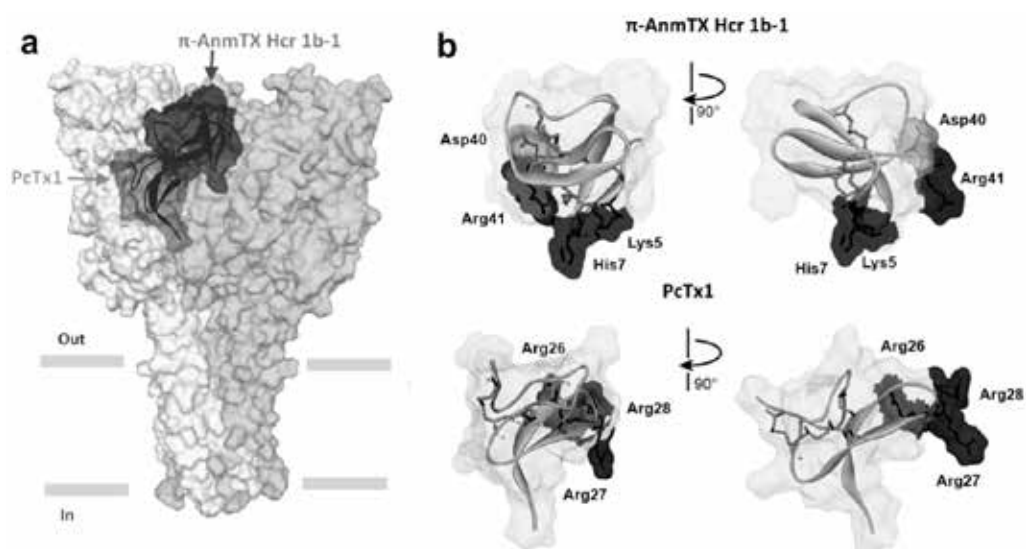 a
π-AnmTX Hcr 1b-1
PcTx1
Out
In
b
π-AnmTX Hcr 1b-1
90°
Asp40
Arg41
His7
Lys5
Asp40
Arg41
His7
Lys5
PcTx1
90°
Arg26
Arg28
Arg27
Arg26
Arg28
Arg27